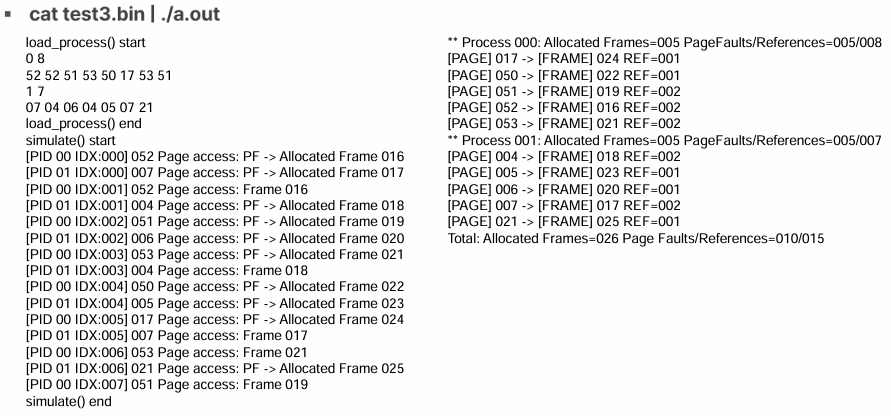 ▪ cat test3.bin | ./a.out
load_process() start
0 8
52 52 51 53 50 17 53 51
1 7
07 04 06 04 05 07 21
load_process() end
simulate() start
[PID 00 IDX:000] 052 Page access: PF -> Allocated Frame 016
[PID 01 IDX:000] 007 Page access: PF -> Allocated Frame 017
[PID 00 IDX:001] 052 Page access: Frame 016
[PID 01 IDX:001] 004 Page access: PF -> Allocated Frame 018
[PID 00 IDX:002] 051 Page access: PF -> Allocated Frame 019
[PID 01 IDX:002] 006 Page access: PF -> Allocated Frame 020
[PID 00 IDX:003] 053 Page access: PF -> Allocated Frame 021
[PID 01 IDX:003] 004 Page access: Frame 018
[PID 00 IDX:004] 050 Page access: PF -> Allocated Frame 022
[PID 01 IDX:004] 005 Page access: PF -> Allocated Frame 023
[PID 00 IDX:005] 017 Page access: PF -> Allocated Frame 024
[PID 01 IDX:005] 007 Page access: Frame 017
[PID 00 IDX:006] 053 Page access: Frame 021
[PID 01 IDX:006] 021 Page access: PF -> Allocated Frame 025
[PID 00 IDX:007] 051 Page access: Frame 019
simulate() end
** Process 000: Allocated Frames=005 PageFaults/References=005/008
[PAGE] 017 -> [FRAME] 024 REF=001
[PAGE] 050 -> [FRAME] 022 REF=001
[PAGE] 051 -> [FRAME] 019 REF=002
[PAGE] 052 -> [FRAME] 016 REF=002
[PAGE] 053 -> [FRAME] 021 REF=002
** Process 001: Allocated Frames=005 PageFaults/References=005/007
[PAGE] 004 -> [FRAME] 018 REF=002
[PAGE] 005 -> [FRAME] 023 REF=001
[PAGE] 006 -> [FRAME] 020 REF=001
[PAGE] 007 -> [FRAME] 017 REF=002
[PAGE] 021 -> [FRAME] 025 REF=001
Total: Allocated Frames=026 Page Faults/References=010/015